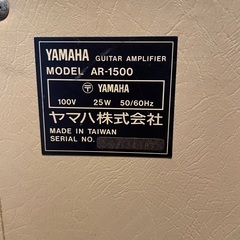 YAMAHA GUITAR AMPLIFIER
MODEL AR-1500
〒 YAMAHA
100V 25W 50/60Hz
ヤマハ株式会社
MADE IN TAIWAN
SERIAL NO.